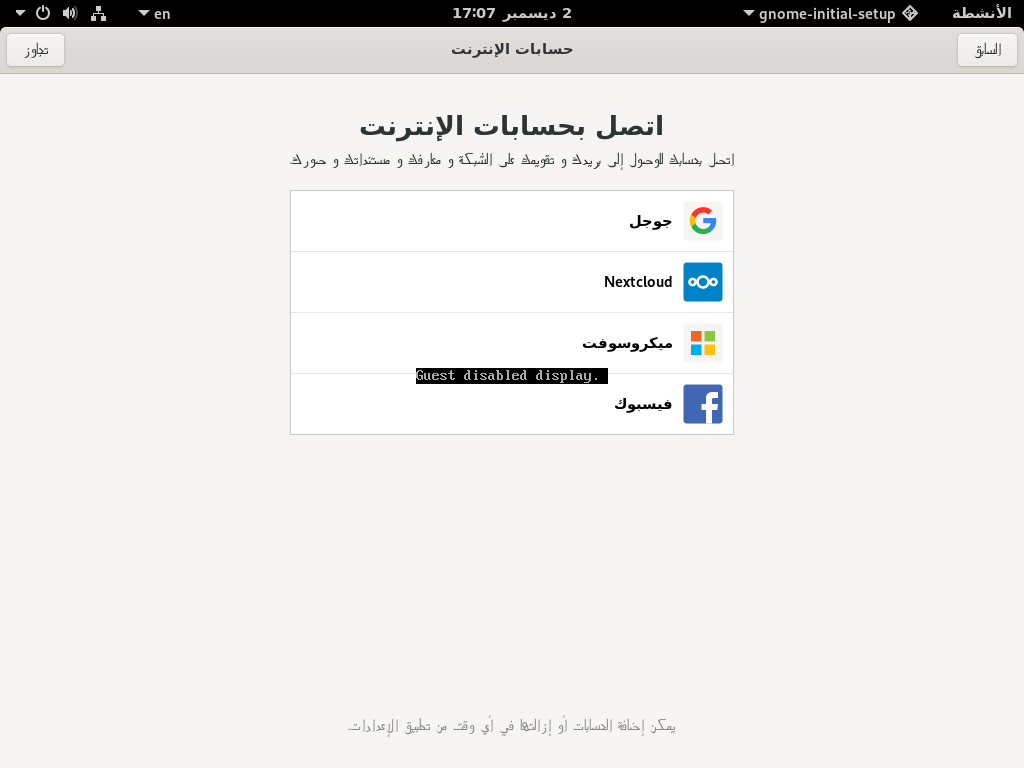 الأنشطة
gnome-initial-setup
2 ديسمبر 17:07
en
السابق
حسابات الإنترنت
تجاوز
اتصل بحسابات الإنترنت
اتصل بحسابك للوصول إلى بريدك و تقويمك على الشبكة و معارفك و مستنداتك و صورك
جوجل
Nextcloud
ميكروسوفت
Guest disabled display.
فيسبوك
يمكن إضافة الحسابات أو إزالتها في أي وقت من تطبيق الإعدادات.